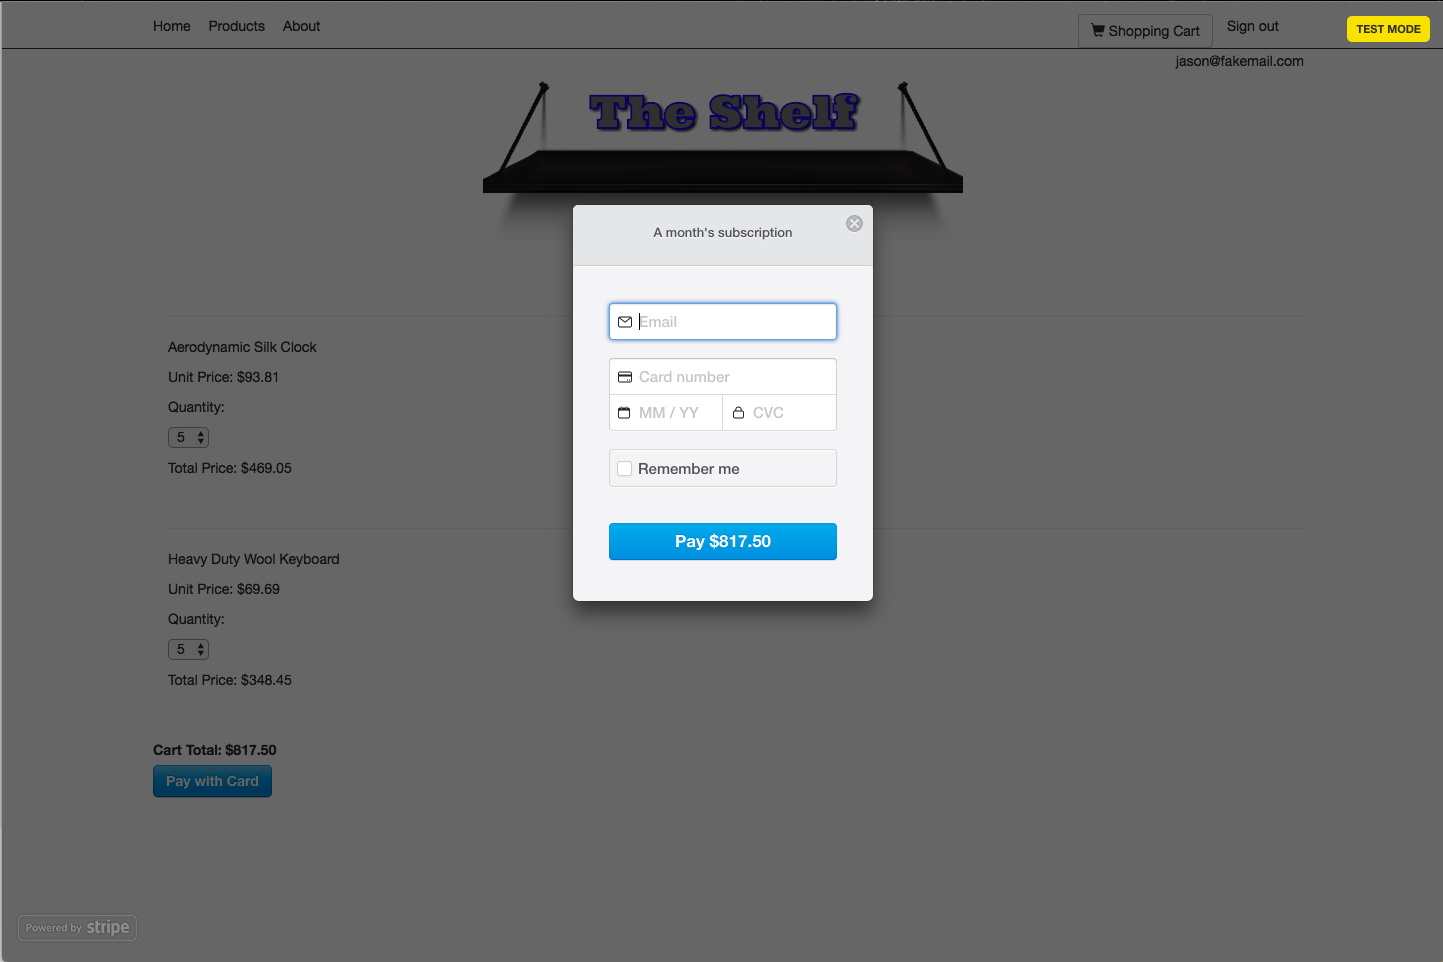 Home Products About
Shopping Cart Sign out
TEST MODE
jason@fakemail.com
The Shelf
A month's subscription
Email
Card number
MM / YY CVC
Remember me
Pay $817.50
Aerodynamic Silk Clock
Unit Price: $93.81
Quantity:
5
Total Price: $469.05
Heavy Duty Wool Keyboard
Unit Price: $69.69
Quantity:
5
Total Price: $348.45
Cart Total: $817.50
Pay with Card
Powered by stripe